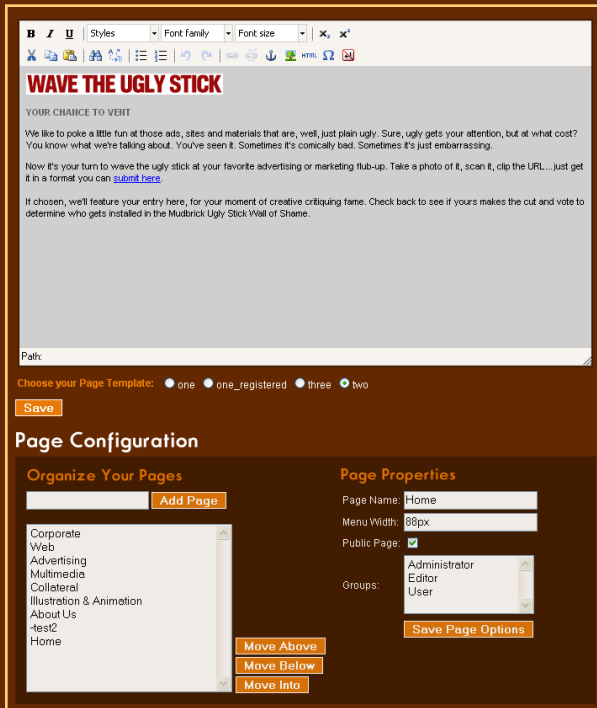 B I U Styles Font family Font size x₂ x²
HTML Ω
WAVE THE UGLY STICK
YOUR CHANCE TO VENT
We like to poke a little fun at those ads, sites and materials that are, well, just plain ugly. Sure, ugly gets your attention, but at what cost?
You know what we're talking about. You've seen it. Sometimes it's comically bad. Sometimes it's just embarrassing.
Now it's your turn to wave the ugly stick at your favorite advertising or marketing flub-up. Take a photo of it, scan it, clip the URL...just get
it in a format you can submit here.
If chosen, we'll feature your entry here, for your moment of creative critiquing fame. Check back to see if yours makes the cut and vote to
determine who gets installed in the Mudbrick Ugly Stick Wall of Shame.
Path:
Choose your Page Template: one one_registered three two
Save
Page Configuration
Organize Your Pages
Add Page
Corporate
Web
Advertising
Multimedia
Collateral
Illustration & Animation
About Us
-test2
Home
Move Above
Move Below
Move Into
Page Properties
Page Name: Home
Menu Width: 88px
Public Page:
Groups:
Administrator
Editor
User
Save Page Options